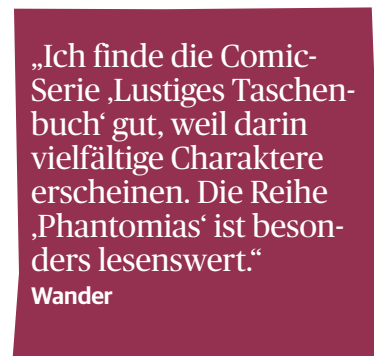 „Ich finde die Comic-
Serie ‚Lustiges Taschen-
buch‘ gut, weil darin
vielfältige Charaktere
erscheinen. Die Reihe
‚Phantomias‘ ist beson-
ders lesenswert.“
Wander